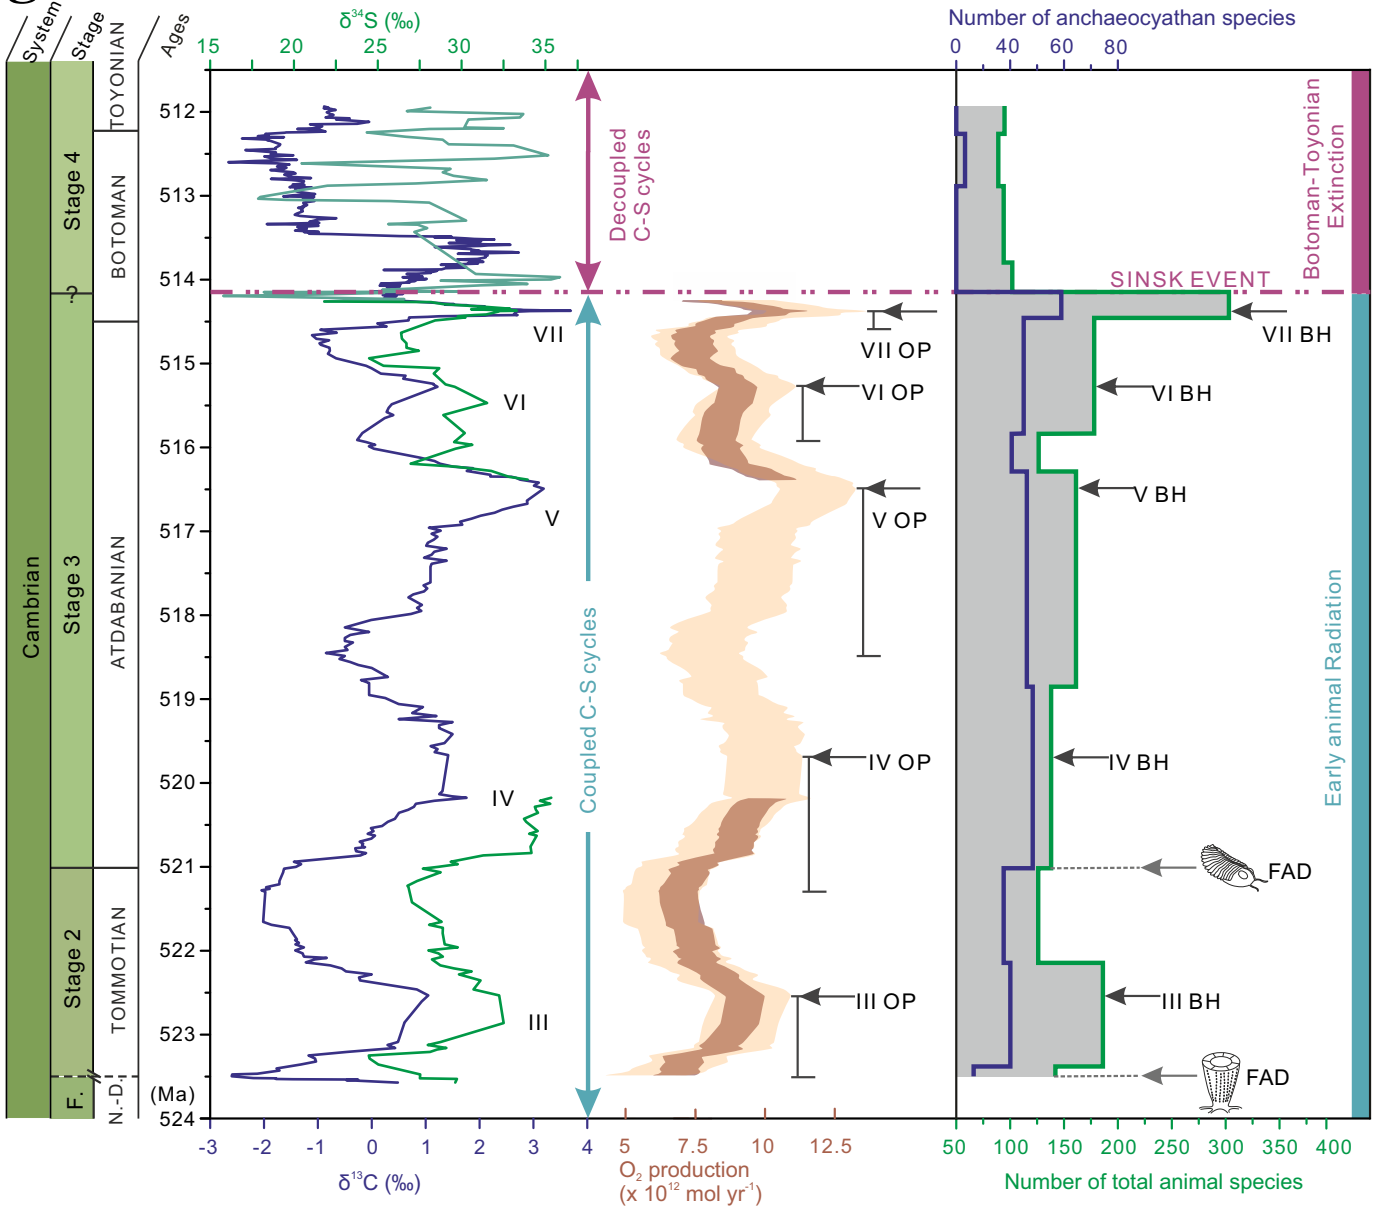 System
Stage
TOYONIAN
Ages
δ³⁴S (‰)
15 20 25 30 35
Number of anchaeocyathan species
0 40 60 80
Cambrian
Stage 4
-?
Stage 3
Stage 2
F.
BOTOMAN
ATDABANIAN
TOMMOTIAN
N.-D.
512
513
514
515
516
517
518
519
520
521
522
523
(Ma)
524
Decoupled
C-S cycles
Coupled C-S cycles
Botoman-Toyonian
Extinction
SINSK EVENT
Early animal Radiation
VII
VI
V
IV
III
VII OP
VI OP
V OP
IV OP
III OP
VII BH
VI BH
V BH
IV BH
FAD
III BH
FAD
-3 -2 -1 0 1 2 3 4
δ¹³C (‰)
5 7.5 10 12.5
O₂ production
(x 10¹² mol yr⁻¹)
50 100 150 200 250 300 350 400
Number of total animal species